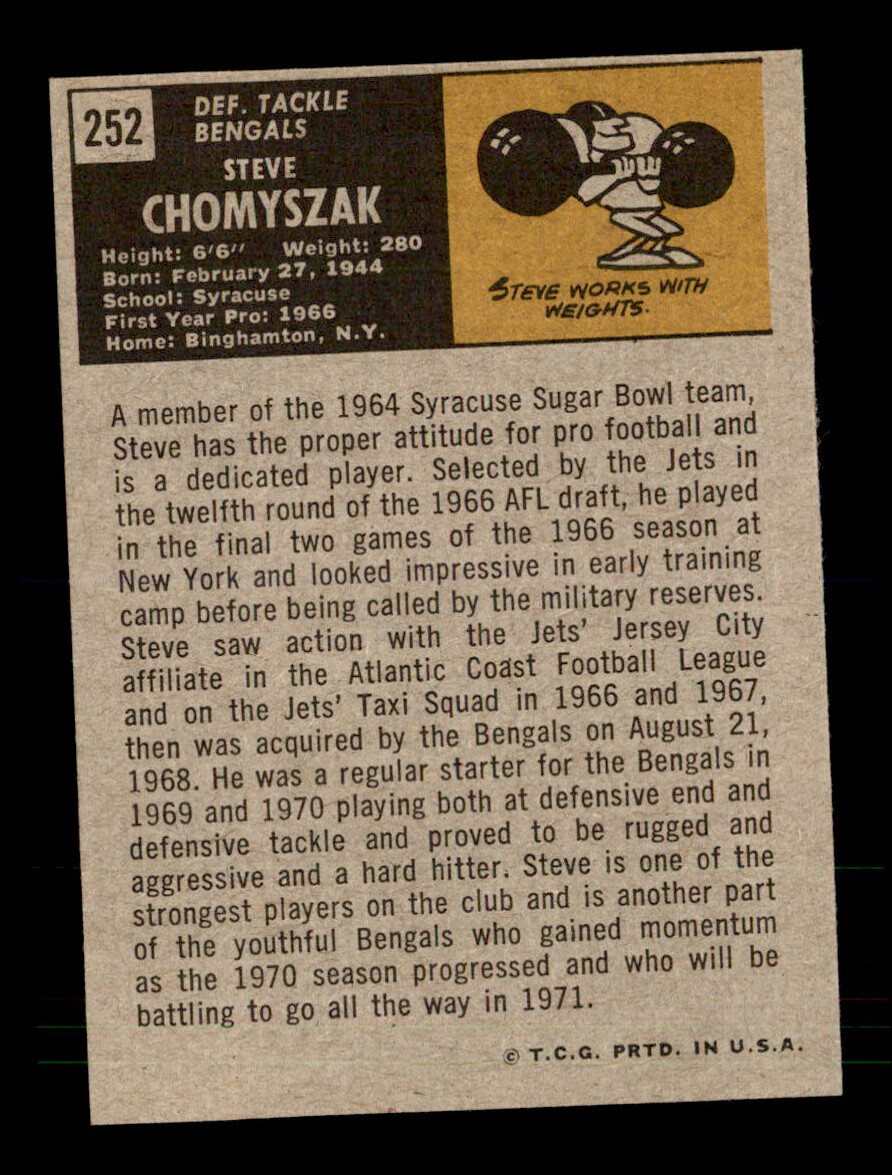 252
DEF. TACKLE
BENGALS
STEVE
CHOMYSZAK
Height: 6'6" Weight: 280
Born: February 27, 1944
School: Syracuse
First Year Pro: 1966
Home: Binghamton, N.Y.
STEVE WORKS WITH
WEIGHTS.
A member of the 1964 Syracuse Sugar Bowl team,
Steve has the proper attitude for pro football and
is a dedicated player. Selected by the Jets in
the twelfth round of the 1966 AFL draft, he played
in the final two games of the 1966 season at
New York and looked impressive in early training
camp before being called by the military reserves.
Steve saw action with the Jets' Jersey City
affiliate in the Atlantic Coast Football League
and on the Jets' Taxi Squad in 1966 and 1967,
then was acquired by the Bengals on August 21,
1968. He was a regular starter for the Bengals in
1969 and 1970 playing both at defensive end and
defensive tackle and proved to be rugged and
aggressive and a hard hitter. Steve is one of the
strongest players on the club and is another part
of the youthful Bengals who gained momentum
as the 1970 season progressed and who will be
battling to go all the way in 1971.
© T.C.G. PRTD. IN U.S.A.